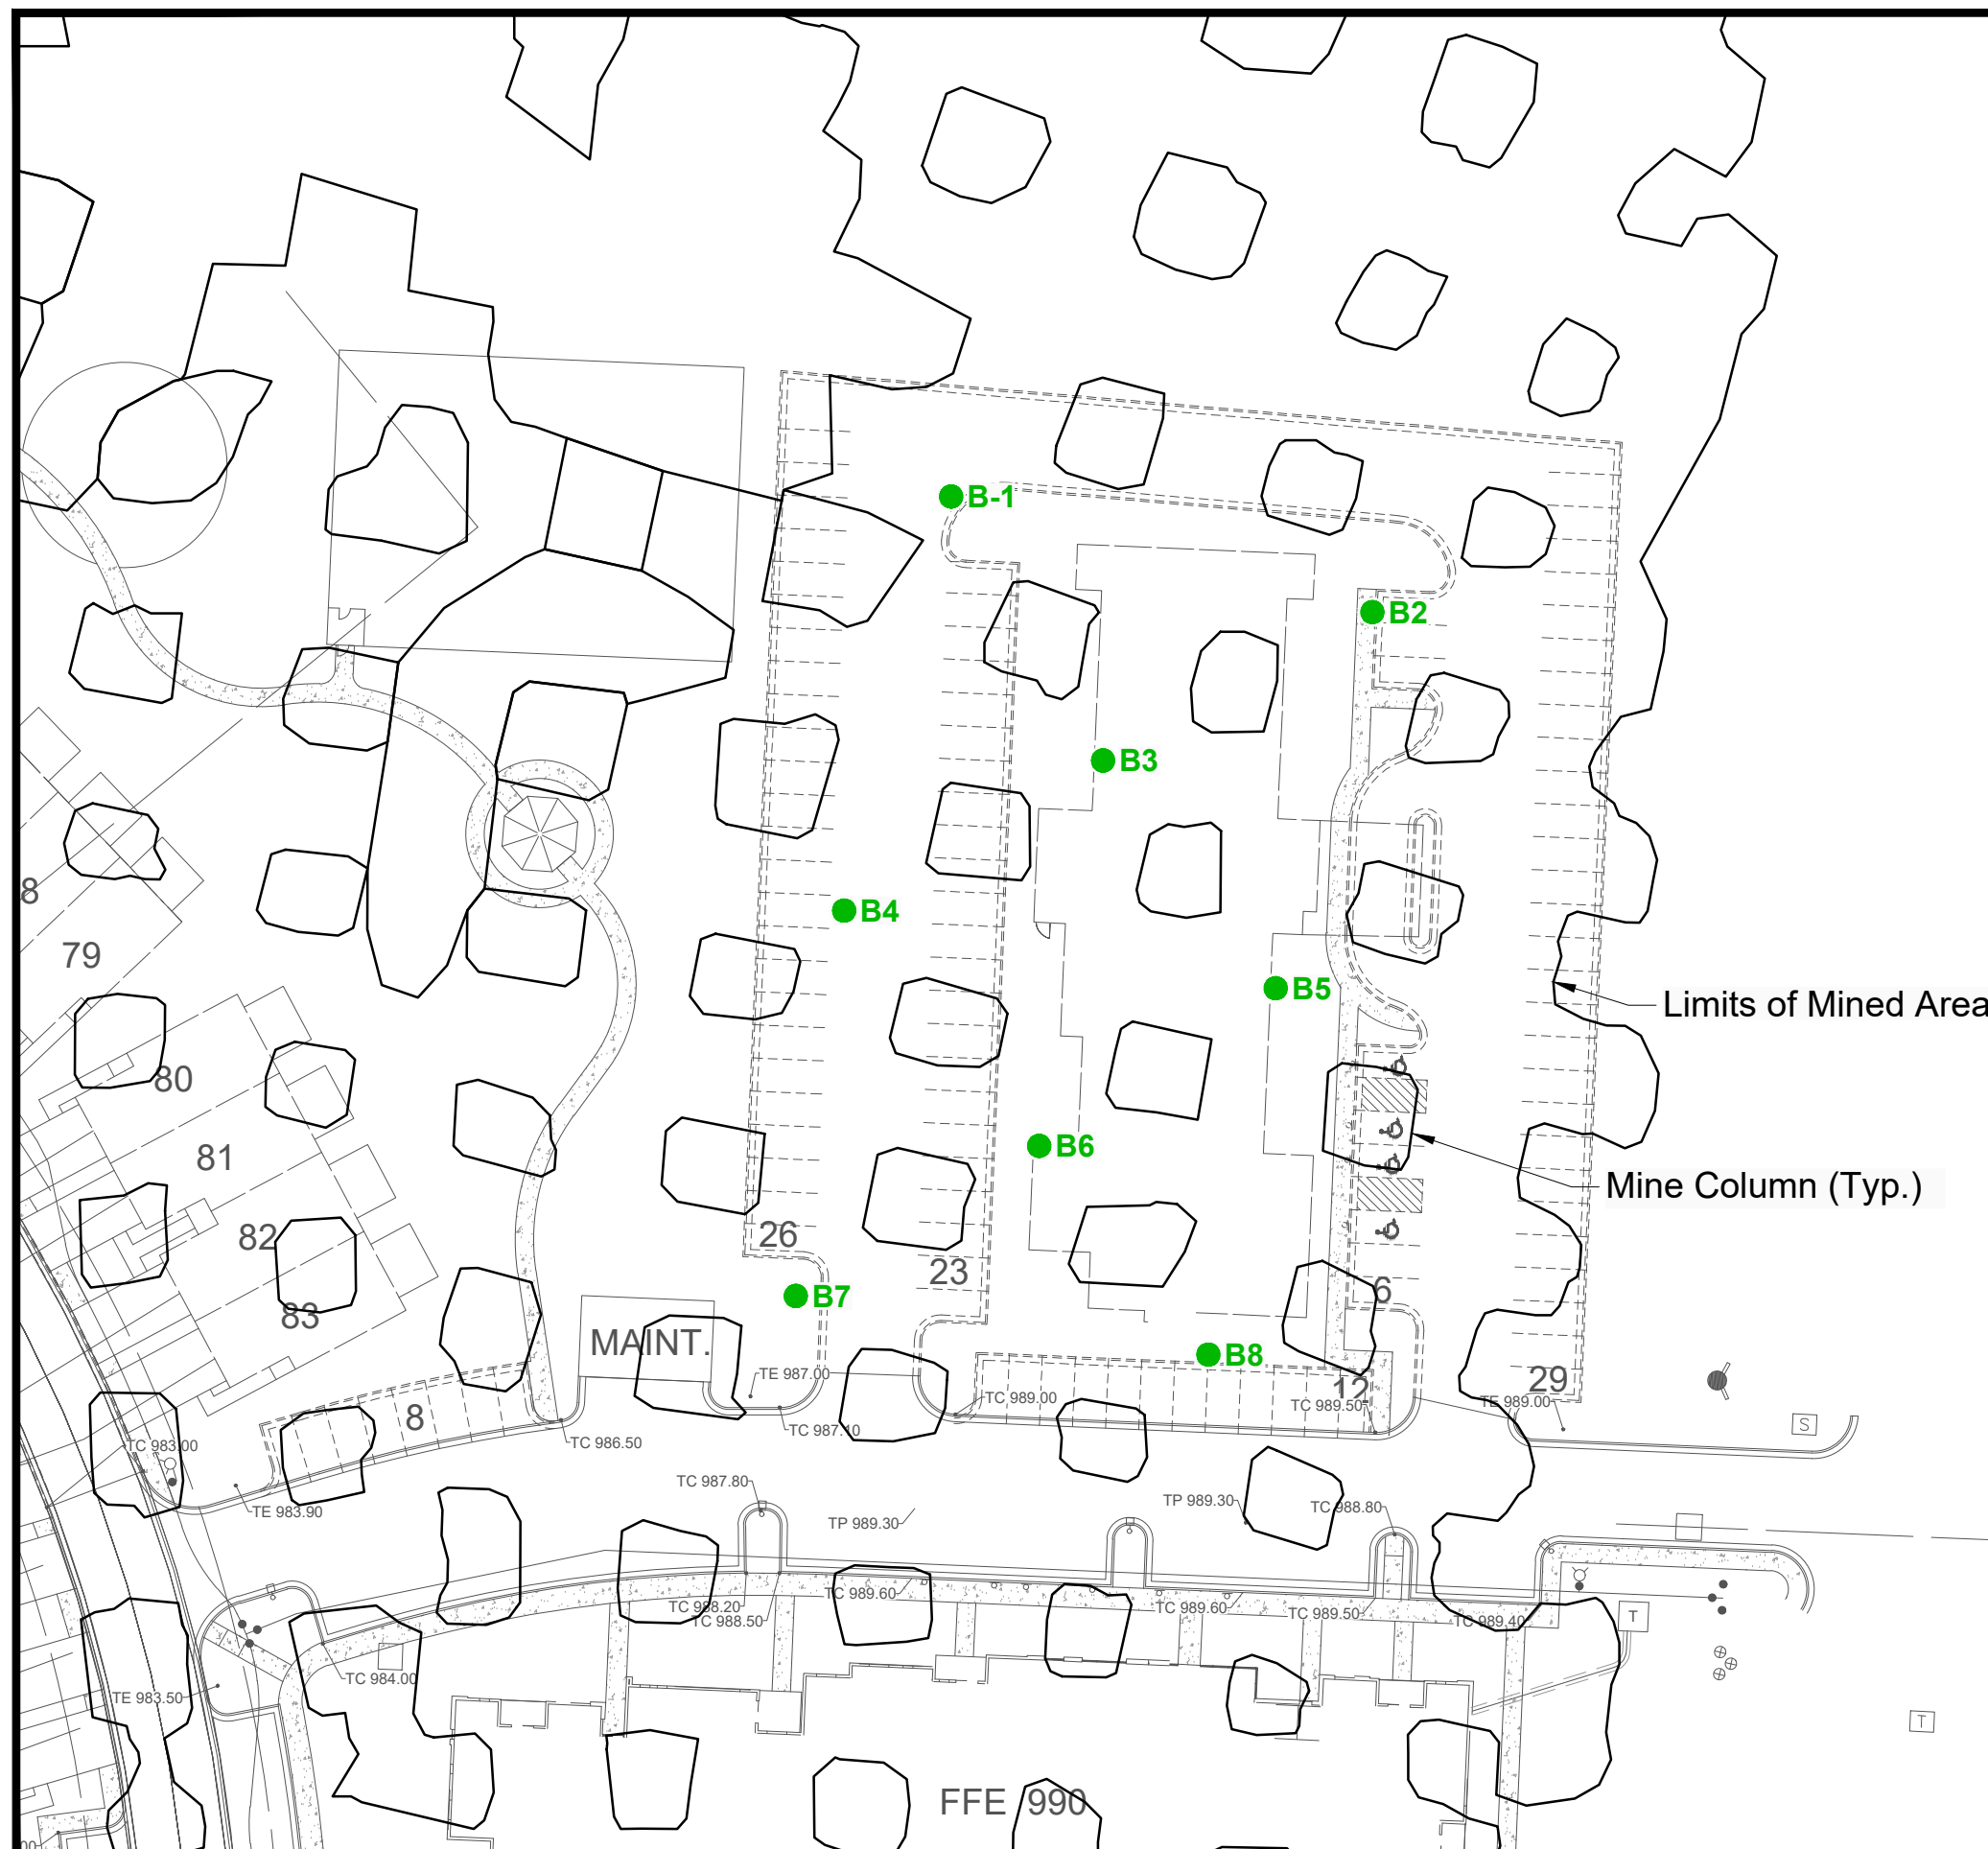 B-1
B2
B3
8
B4
79
B5
Limits of Mined Area
80
81
B6
Mine Column (Typ.)
26
82
23
6
B7
83
MAINT.
B8
TE 987.00
12
29
TC 989.00
TC 989.50
TE 989.00
8
TC 987.10
S
TC 983.00
TC 986.50
TC 987.80
TP 989.30
TC 988.80
TE 983.90
TP 989.30
TC 989.60
TC 988.20
TC 989.60
TC 989.50
TC 989.40
T
TC 988.50
TC 984.00
TE 983.50
T
FFE 990
00